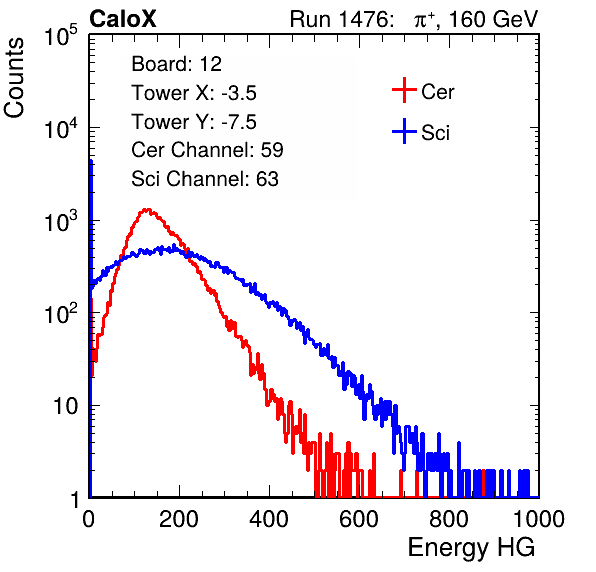 CaloX Run 1476: π⁺, 160 GeV
Board: 12
Tower X: -3.5
Tower Y: -7.5
Cer Channel: 59
Sci Channel: 63
Cer
Sci
Counts
10⁵
10⁴
10³
10²
10
1
0 200 400 600 800 1000
Energy HG